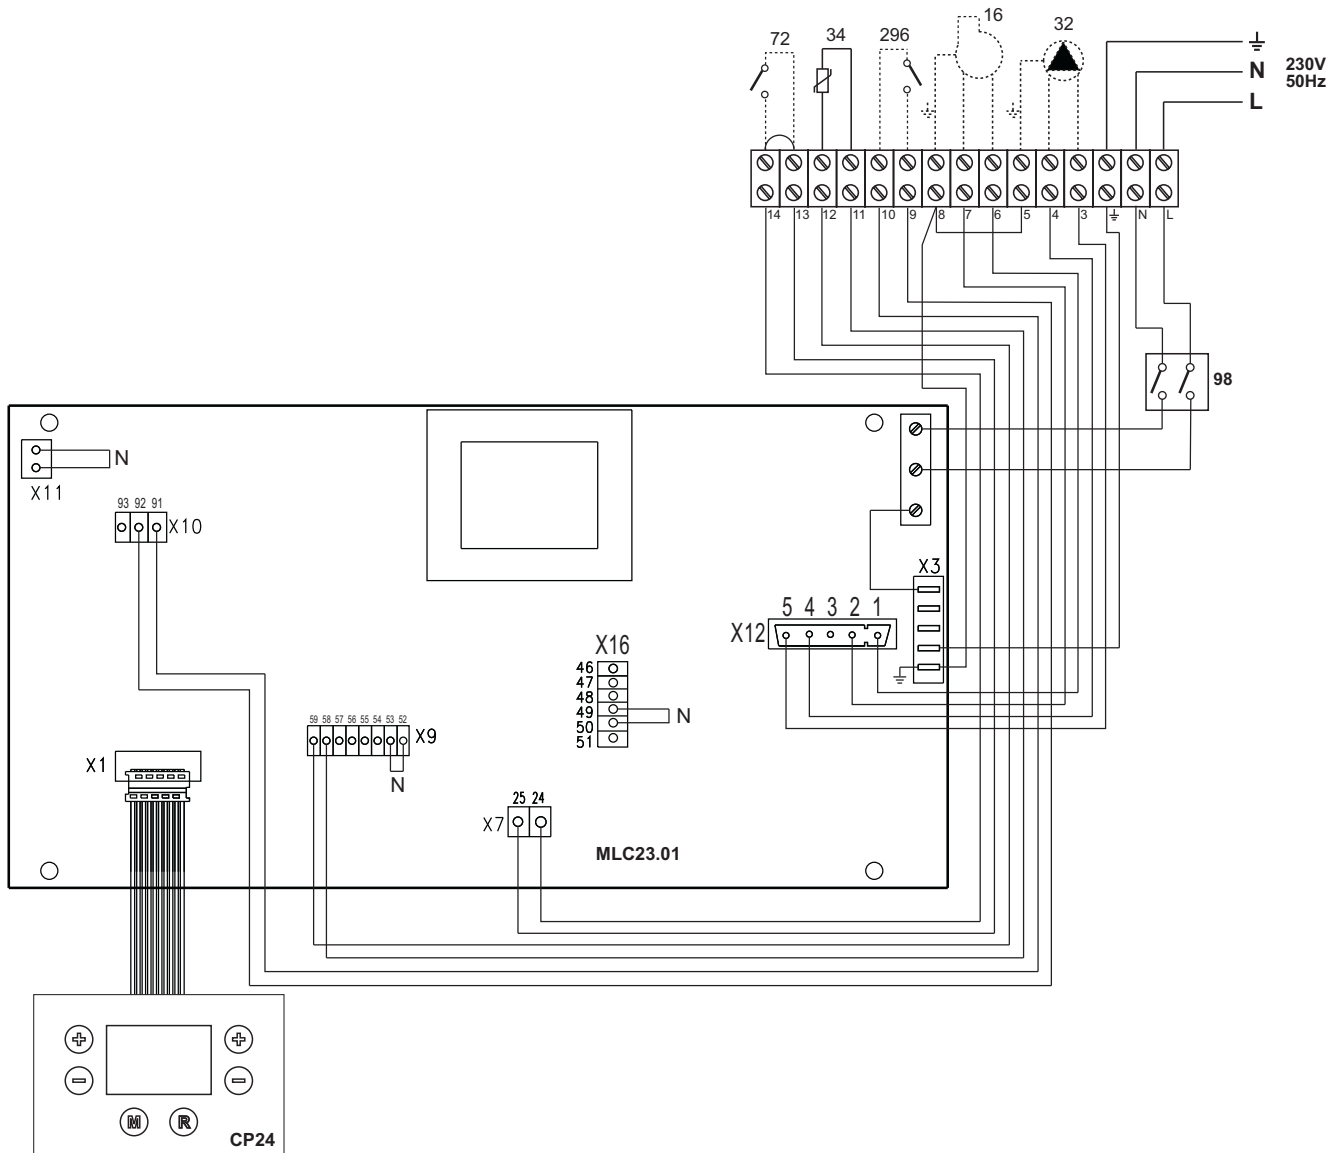 72 34 296 16 32
N 230V
50Hz
L
14 13 12 11 10 9 8 7 6 5 4 3 N L
98
N
X11
93 92 91
X10
X3
5 4 3 2 1
X12
X16
46
47
48
49
50
51
N
59 58 57 56 55 54 53 52
X9
N
X1
25 24
X7
MLC23.01
M R
CP24